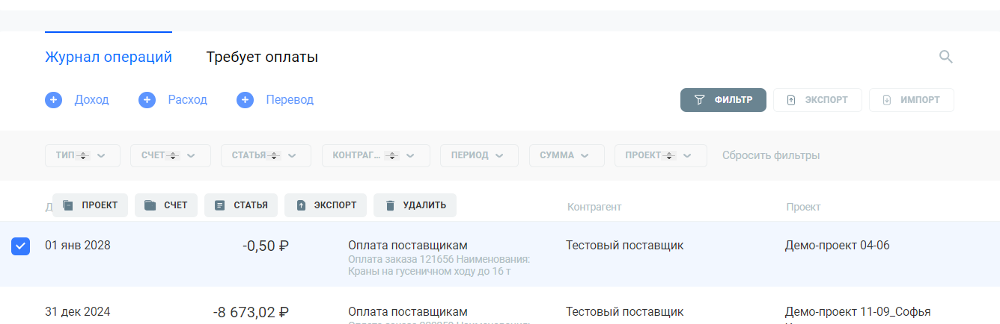 Журнал операций Требует оплаты
Доход Расход Перевод ФИЛЬТР ЭКСПОРТ ИМПОРТ
ТИП СЧЕТ СТАТЬЯ КОНТРАГ... ПЕРИОД СУММА ПРОЕКТ Сбросить фильтры
ПРОЕКТ СЧЕТ СТАТЬЯ ЭКСПОРТ УДАЛИТЬ Контрагент Проект
01 янв 2028 -0,50 ₽ Оплата поставщикам Тестовый поставщик Демо-проект 04-06
Оплата заказа 121656 Наименования:
Краны на гусеничном ходу до 16 т
31 дек 2024 -8 673,02 ₽ Оплата поставщикам Тестовый поставщик Демо-проект 11-09_Софья